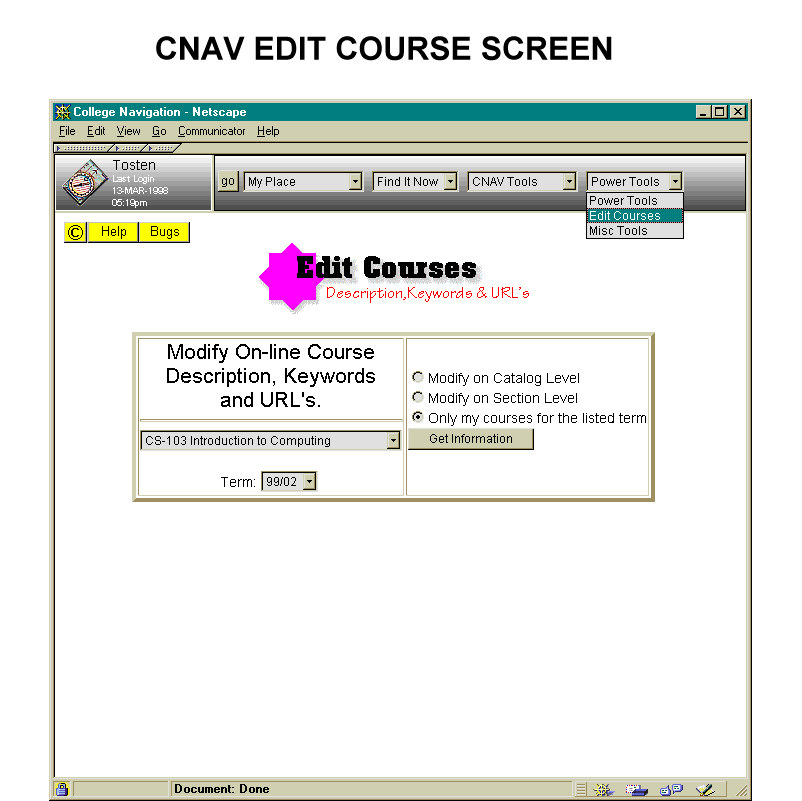 CNAV EDIT COURSE SCREEN
College Navigation - Netscape
File Edit View Go Communicator Help
Tosten
Last Login
13-MAR-1998
05:19pm
go My Place Find It Now CNAV Tools Power Tools
Power Tools
Edit Courses
Misc Tools
© Help Bugs
Edit Courses
Description,Keywords & URL's
Modify On-line Course
Description, Keywords
and URL's.
CS-103 Introduction to Computing
Term: 99/02
Modify on Catalog Level
Modify on Section Level
Only my courses for the listed term
Get Information
Document: Done